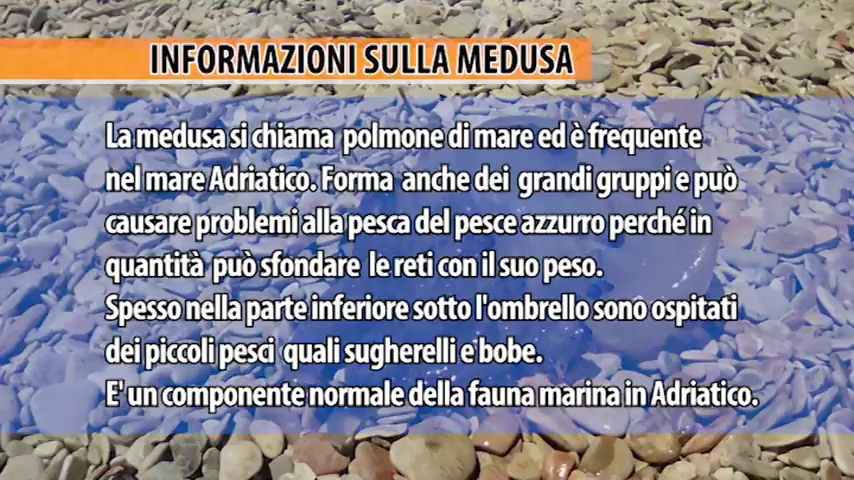 INFORMAZIONI SULLA MEDUSA
La medusa si chiama polmone di mare ed è frequente
nel mare Adriatico. Forma anche dei grandi gruppi e può
causare problemi alla pesca del pesce azzurro perché in
quantità può sfondare le reti con il suo peso.
Spesso nella parte inferiore sotto l'ombrello sono ospitati
dei piccoli pesci quali sugherelli e bobe.
E' un componente normale della fauna marina in Adriatico.